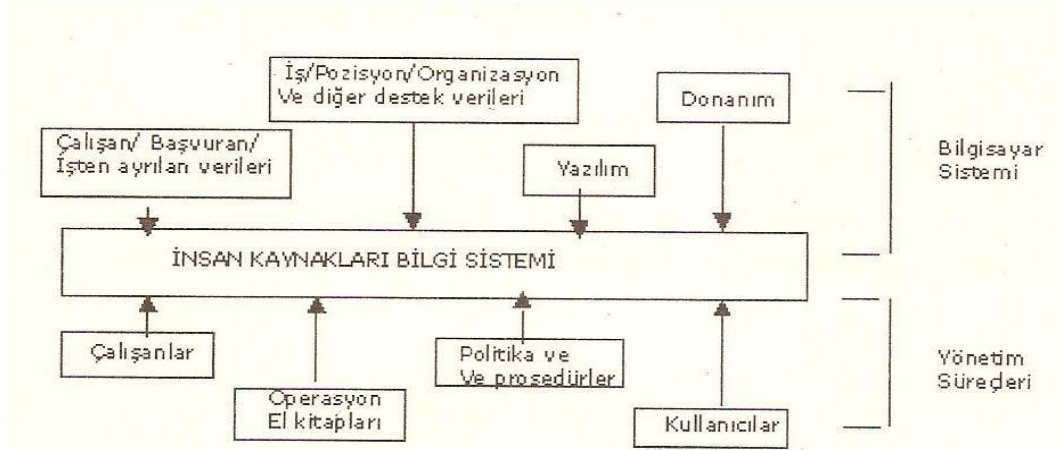 İş/Pozisyon/Organizasyon
Ve diğer destek verileri
Donanım
Çalışan/ Başvuran/
İşten ayrılan verileri
Yazılım
Bilgisayar
Sistemi
İNSAN KAYNAKLARI BİLGİ SİSTEMİ
Çalışanlar
Operasyon
El kitapları
Politika ve
Ve prosedürler
Kullanıcılar
Yönetim
Süreçleri